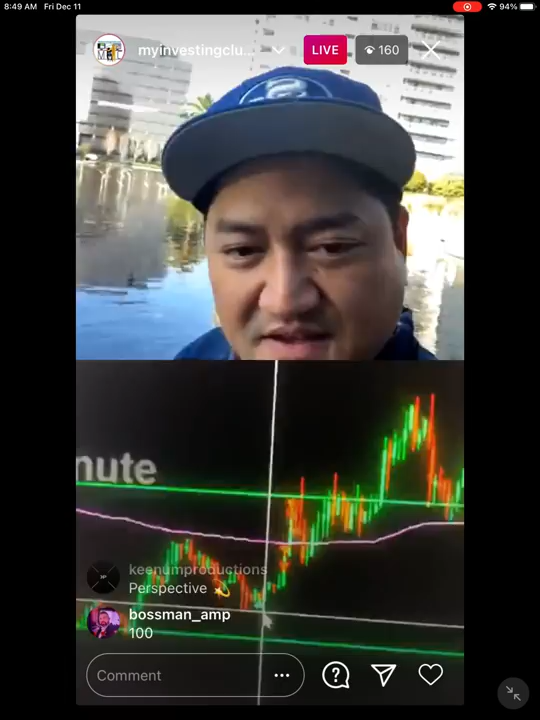 8:49 AM Fri Dec 11
94%
myinvestingclu...
LIVE
160
nute
keenumproductions
Perspective 💫
bossman_amp
100
Comment